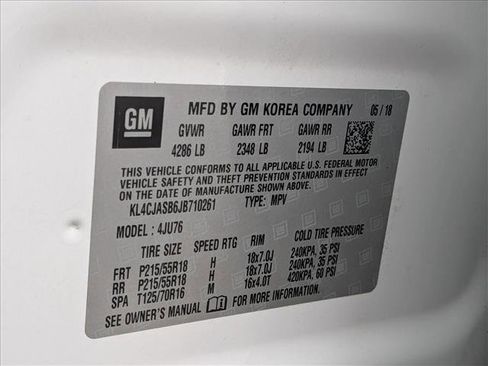 GM
MFD BY GM KOREA COMPANY 05/18
GVWR GAWR FRT GAWR RR
4286 LB 2348 LB 2194 LB
THIS VEHICLE CONFORMS TO ALL APPLICABLE U.S. FEDERAL MOTOR
VEHICLE SAFETY AND THEFT PREVENTION STANDARDS IN EFFECT ON
THE DATE OF MANUFACTURE SHOWN ABOVE.
KL4CJASB6JB710261 TYPE: MPV
MODEL : 4JU76
TIRE SIZE SPEED RTG RIM COLD TIRE PRESSURE
FRT P215/55R18 H 18x7.0J 240KPA, 35 PSI
RR P215/55R18 H 18x7.0J 240KPA, 35 PSI
SPA T125/70R16 M 16x4.0T 420KPA, 60 PSI
SEE OWNER'S MANUAL FOR MORE INFORMATION.